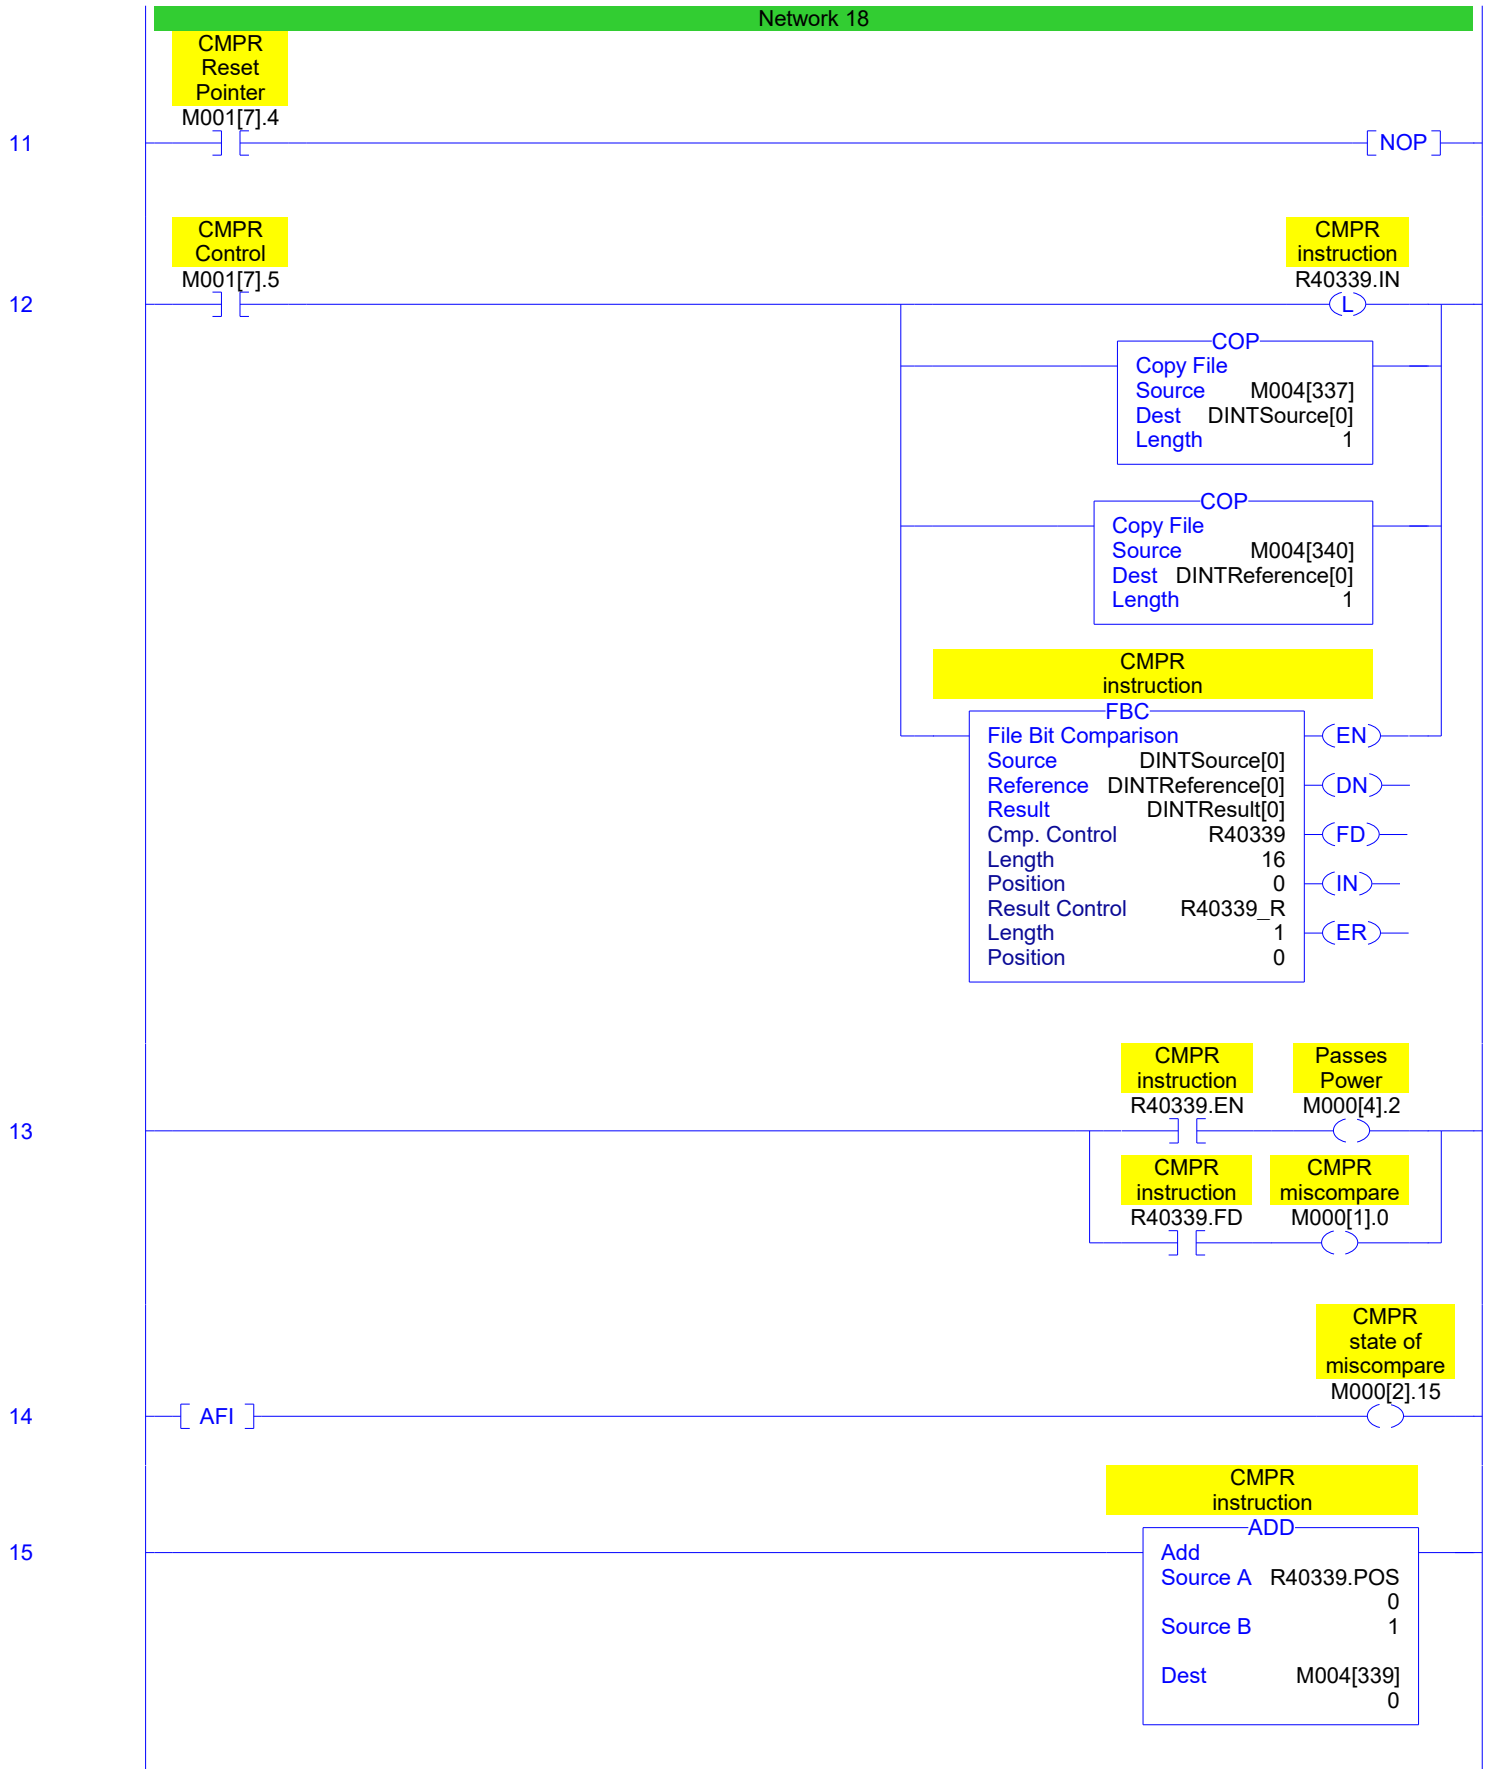 Network 18
CMPR
Reset
Pointer
M001[7].4
11
NOP
CMPR
Control
M001[7].5
CMPR
instruction
R40339.IN
12
L
COP
Copy File
Source M004[337]
Dest DINTSource[0]
Length 1
COP
Copy File
Source M004[340]
Dest DINTReference[0]
Length 1
CMPR
instruction
FBC
File Bit Comparison
Source DINTSource[0]
Reference DINTReference[0]
Result DINTResult[0]
Cmp. Control R40339
Length 16
Position 0
Result Control R40339_R
Length 1
Position 0
EN
DN
FD
IN
ER
CMPR
instruction
R40339.EN
Passes
Power
M000[4].2
13
CMPR
instruction
R40339.FD
CMPR
miscompare
M000[1].0
CMPR
state of
miscompare
M000[2].15
14
AFI
CMPR
instruction
15
ADD
Add
Source A R40339.POS
0
Source B 1
Dest M004[339]
0